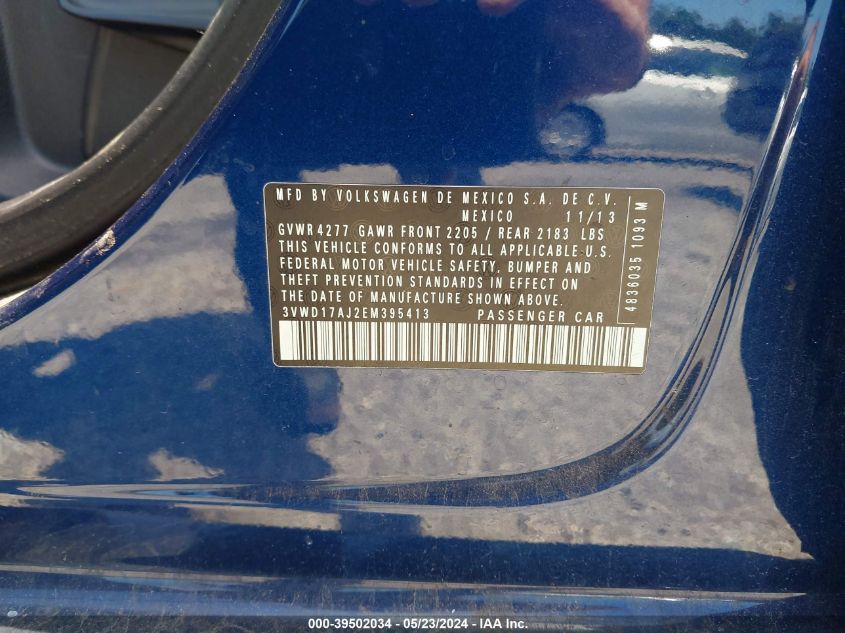 MFD BY VOLKSWAGEN DE MEXICO S.A. DE C.V.
MEXICO 11/13
GVWR 4277 GAWR FRONT 2205 / REAR 2183 LBS
THIS VEHICLE CONFORMS TO ALL APPLICABLE U.S.
FEDERAL MOTOR VEHICLE SAFETY, BUMPER AND
THEFT PREVENTION STANDARDS IN EFFECT ON
THE DATE OF MANUFACTURE SHOWN ABOVE.
3VWD17AJ2EM395413 PASSENGER CAR
4836035 1093 M
000-39502034 - 05/23/2024 - IAA Inc.